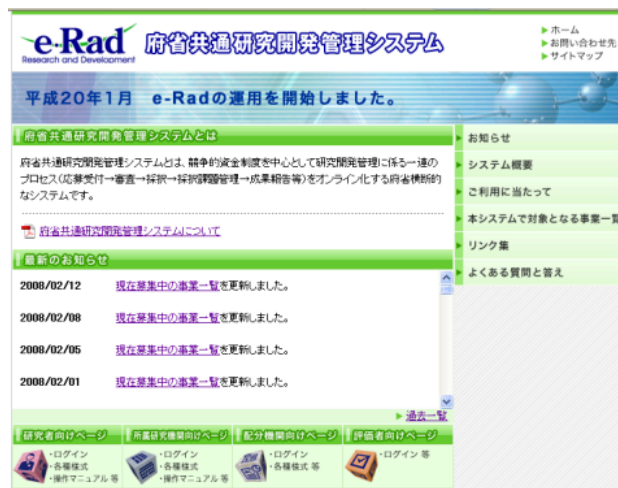 e-Rad 府省共通研究開発管理システム
Research and Development
ホーム
お問い合わせ先
サイトマップ
平成20年1月 e-Radの運用を開始しました。
府省共通研究開発管理システムとは
府省共通研究開発管理システムとは、競争的資金制度を中心として研究開発管理に係る一連の
プロセス(応募受付→審査→採択→採択課題管理→成果報告等)をオンライン化する府省横断的
なシステムです。
府省共通研究開発管理システムについて
最新のお知らせ
2008/02/12 現在募集中の事業一覧を更新しました。
2008/02/08 現在募集中の事業一覧を更新しました。
2008/02/05 現在募集中の事業一覧を更新しました。
2008/02/01 現在募集中の事業一覧を更新しました。
過去一覧
お知らせ
システム概要
ご利用に当たって
本システムで対象となる事業一覧
リンク集
よくある質問と答え
研究者向けページ
・ログイン
・各種様式
・操作マニュアル 等
所属研究機関向けページ
・ログイン
・各種様式
・操作マニュアル 等
配分機関向けページ
・ログイン
・各種様式 等
評価者向けページ
・ログイン 等